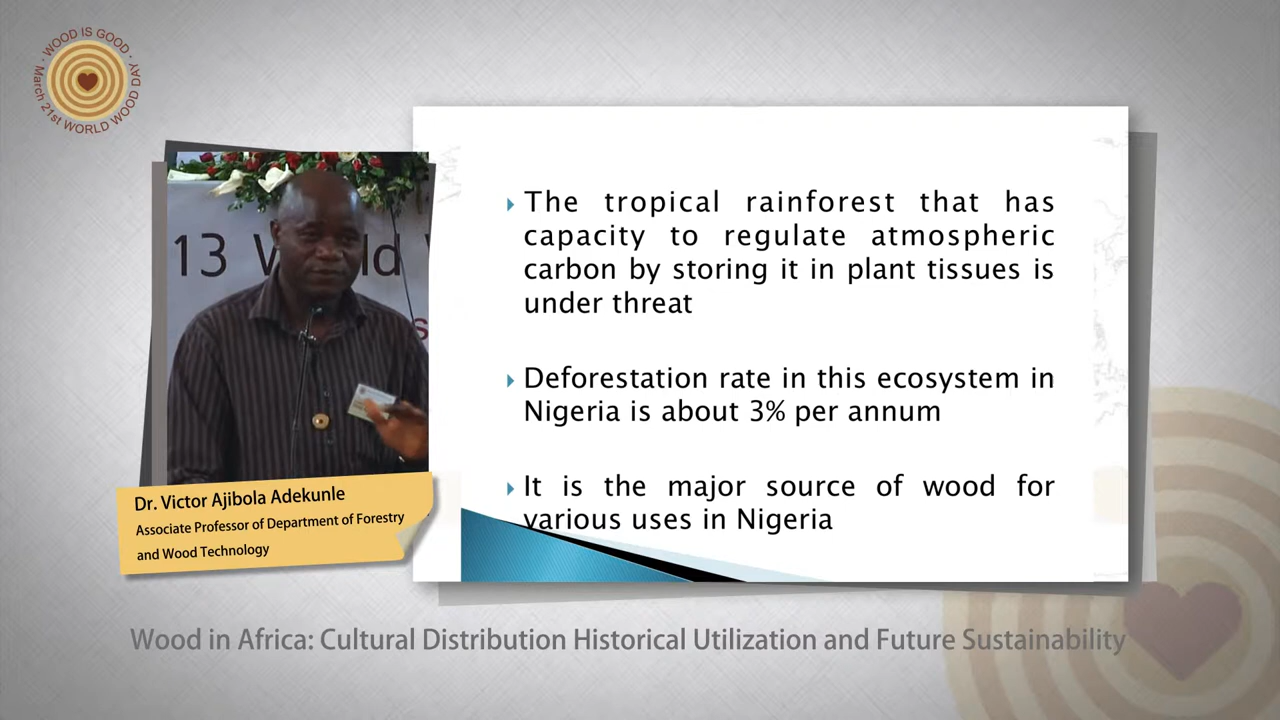 WOOD IS GOOD · March 21st WORLD WOOD DAY ·
13 W ld
s
The tropical rainforest that has
capacity to regulate atmospheric
carbon by storing it in plant tissues is
under threat
Deforestation rate in this ecosystem in
Nigeria is about 3% per annum
It is the major source of wood for
various uses in Nigeria
Dr. Victor Ajibola Adekunle
Associate Professor of Department of Forestry
and Wood Technology
Wood in Africa: Cultural Distribution Historical Utilization and Future Sustainability